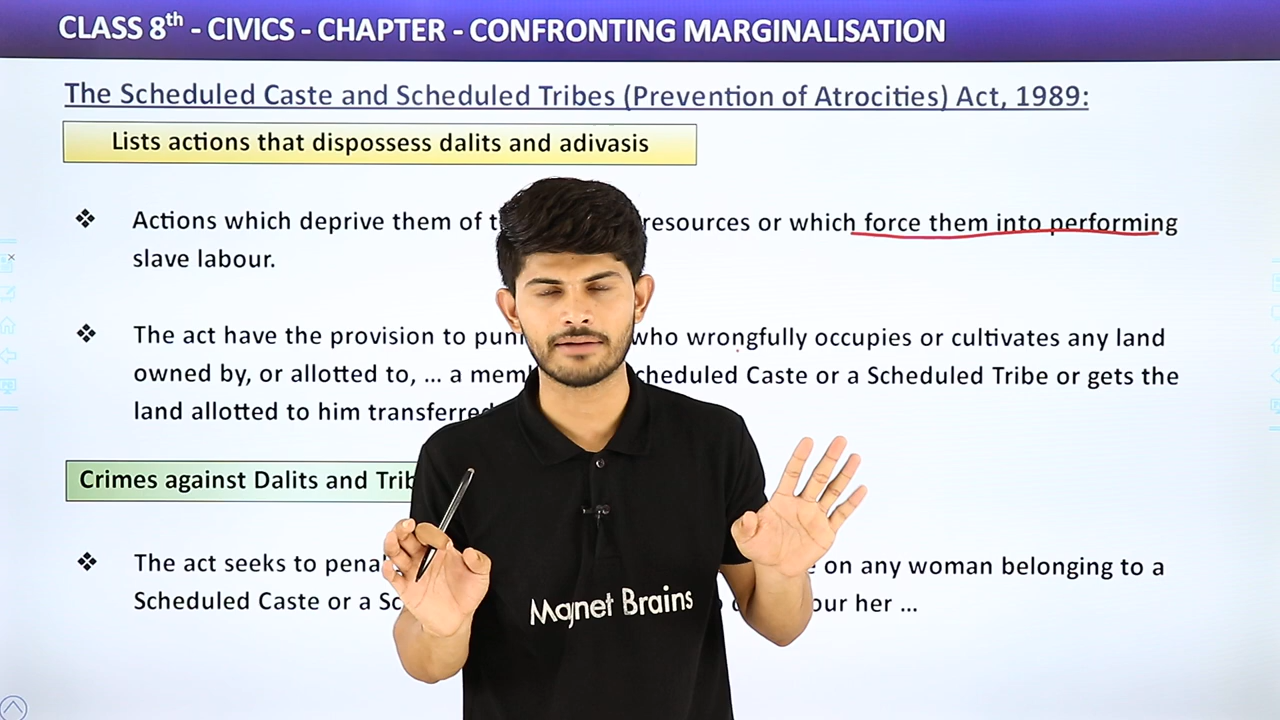 CLASS 8th - CIVICS - CHAPTER - CONFRONTING MARGINALISATION
The Scheduled Caste and Scheduled Tribes (Prevention of Atrocities) Act, 1989:
Lists actions that dispossess dalits and adivasis
❖ Actions which deprive them of resources or which force them into performing
slave labour.
❖ The act have the provision to who wrongfully occupies or cultivates any land
owned by, or allotted to, ... a Scheduled Caste or a Scheduled Tribe or gets the
land allotted to him transferred
Crimes against Dalits and
❖ The act seeks to on any woman belonging to a
Scheduled Caste or a her ...
Magnet Brains